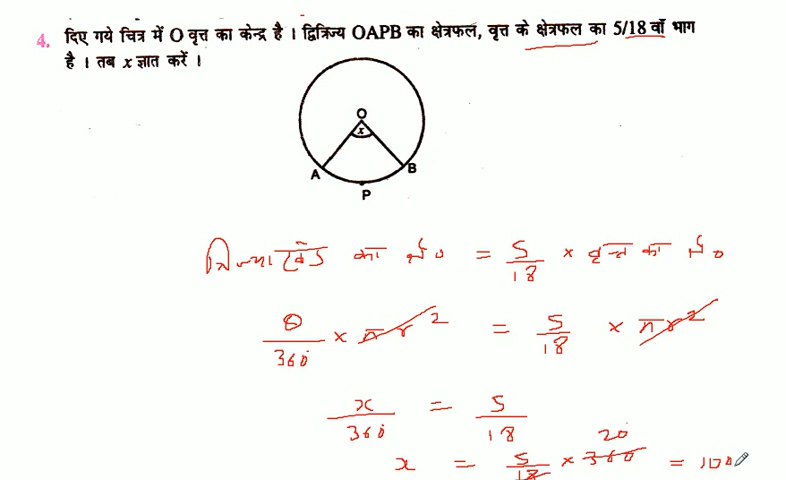 4. दिए गये चित्र में O वृत्त का केन्द्र है । द्वित्रिज्य OAPB का क्षेत्रफल, वृत्त के क्षेत्रफल का 5/18 वाँ भाग
है । तब x ज्ञात करें ।
O
x
A
B
P
त्रिज्याखंड का क्षे० = 5/18 × वृत्त का क्षे०
θ/360 × πr² = 5/18 × πr²
x/360 = 5/18
20
x = 5/18 × 360 = 100